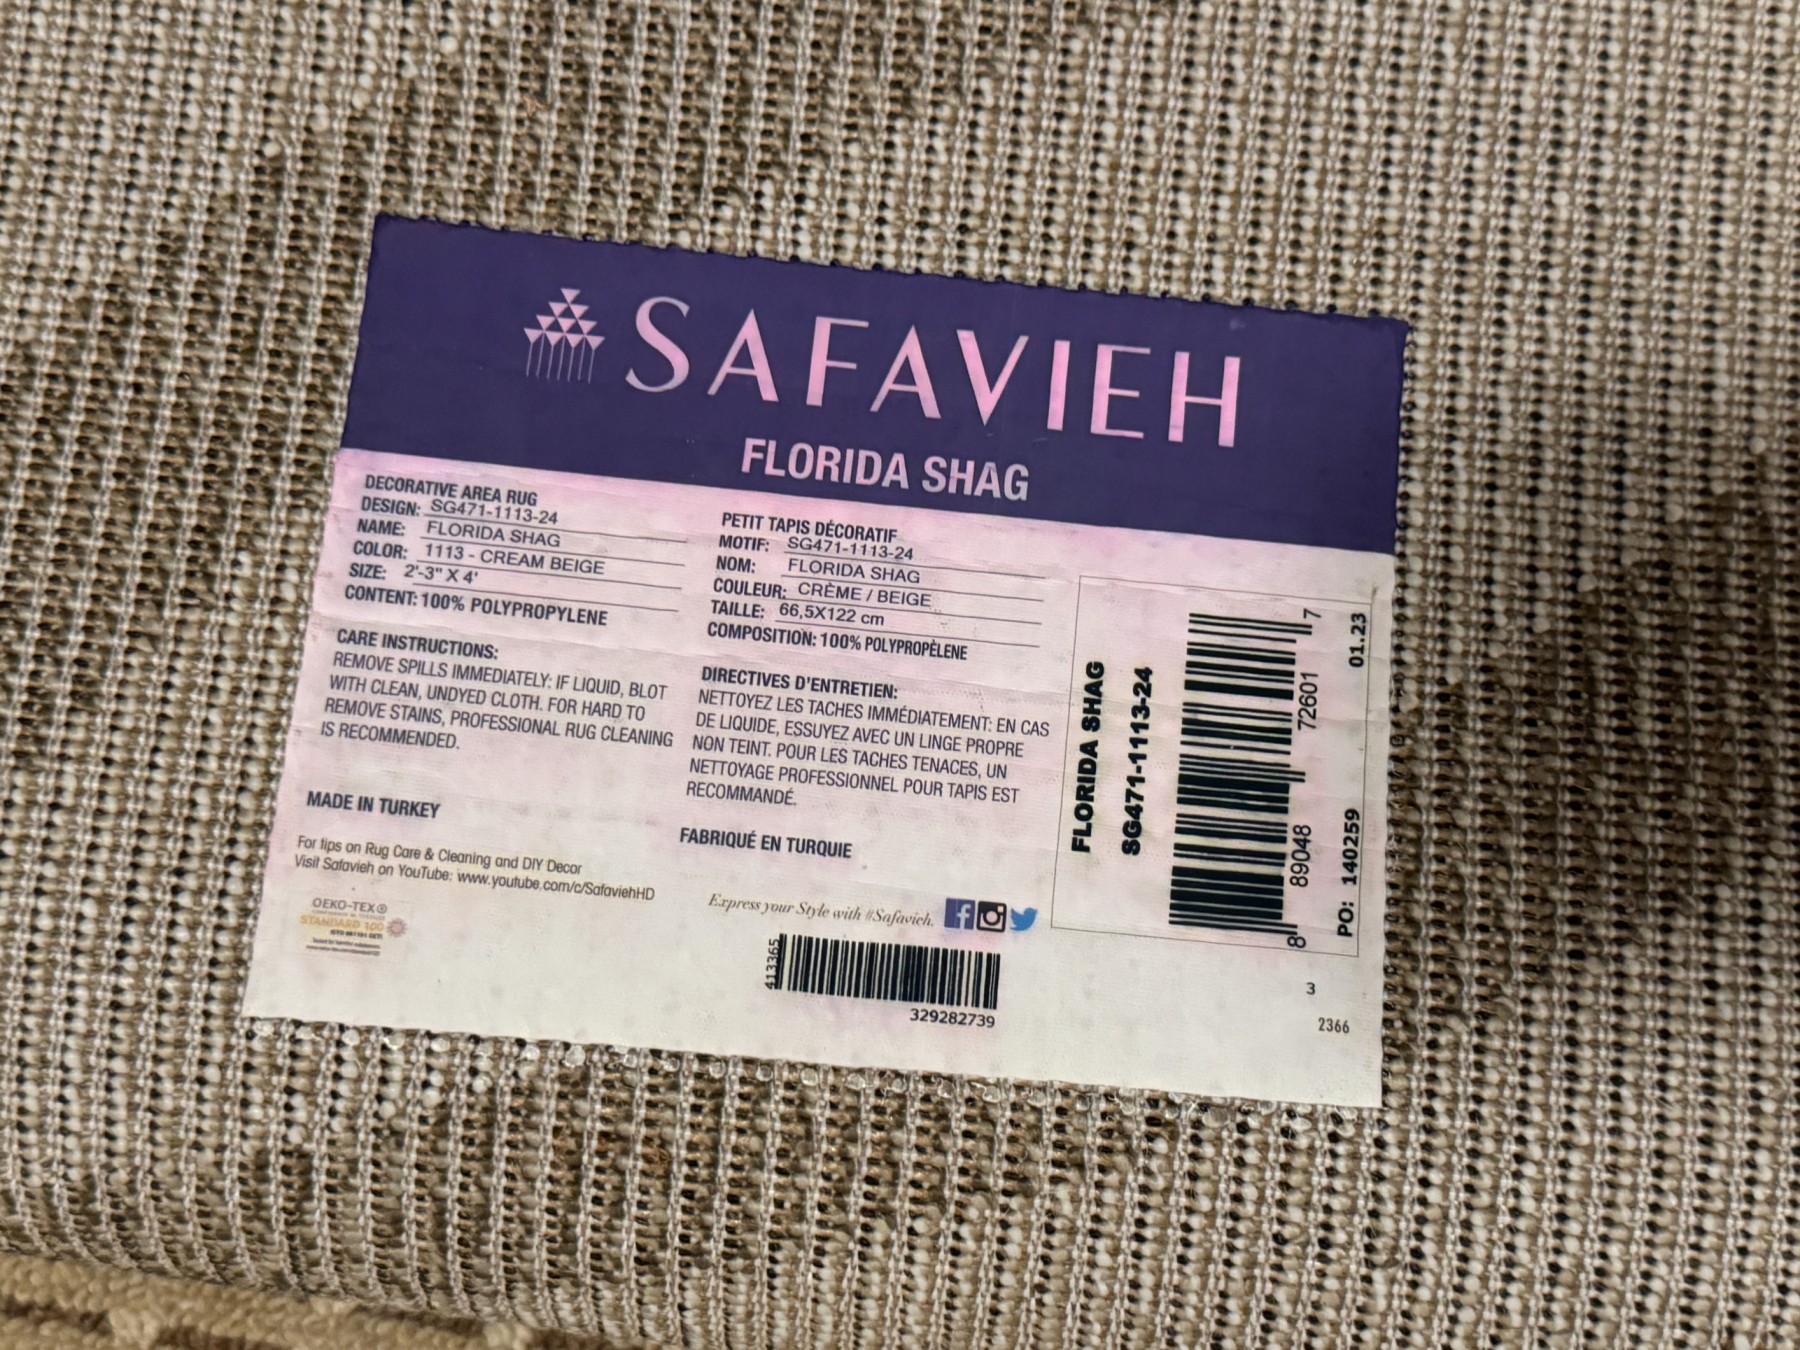 SAFAVIEH
FLORIDA SHAG
DECORATIVE AREA RUG
DESIGN: SG471-1113-24
NAME: FLORIDA SHAG
COLOR: 1113 - CREAM BEIGE
SIZE: 2'-3" X 4'
CONTENT: 100% POLYPROPYLENE
CARE INSTRUCTIONS:
REMOVE SPILLS IMMEDIATELY: IF LIQUID, BLOT
WITH CLEAN, UNDYED CLOTH. FOR HARD TO
REMOVE STAINS, PROFESSIONAL RUG CLEANING
IS RECOMMENDED.
MADE IN TURKEY
For tips on Rug Care & Cleaning and DIY Decor
Visit Safavieh on YouTube: www.youtube.com/c/SafaviehHD
OEKO-TEX®
STANDARD 100
PETIT TAPIS DÉCORATIF
MOTIF: SG471-1113-24
NOM: FLORIDA SHAG
COULEUR: CRÈME / BEIGE
TAILLE: 66,5X122 cm
COMPOSITION: 100% POLYPROPÈLENE
DIRECTIVES D'ENTRETIEN:
NETTOYEZ LES TACHES IMMÉDIATEMENT: EN CAS
DE LIQUIDE, ESSUYEZ AVEC UN LINGE PROPRE
NON TEINT. POUR LES TACHES TENACES, UN
NETTOYAGE PROFESSIONNEL POUR TAPIS EST
RECOMMANDÉ.
FABRIQUÉ EN TURQUIE
Express your Style with #Safavieh.
413365
329282739
FLORIDA SHAG
SG471-1113-24
8 89048 72601 7
PO: 140259 01.23
3
2366